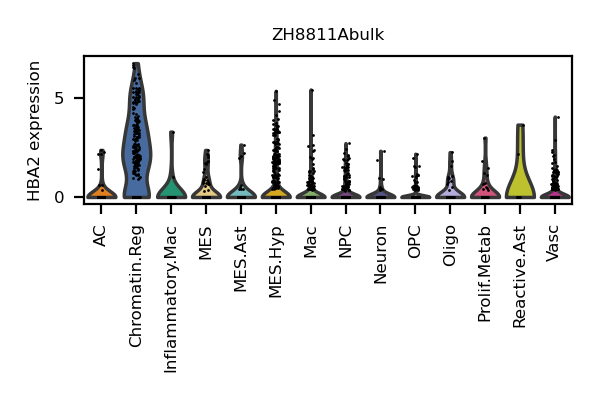 ZH8811Abulk
HBA2 expression
5
0
AC
Chromatin.Reg
Inflammatory.Mac
MES
MES.Ast
MES.Hyp
Mac
NPC
Neuron
OPC
Oligo
Prolif.Metab
Reactive.Ast
Vasc